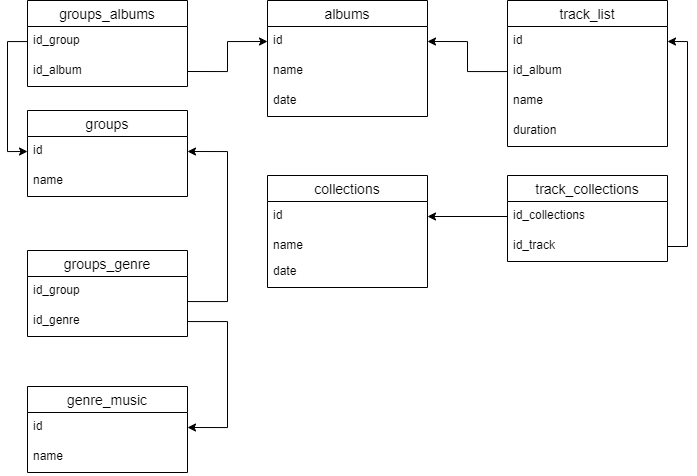 groups_albums
id_group
id_album
albums
id
name
date
track_list
id
id_album
name
duration
groups
id
name
collections
id
name
date
track_collections
id_collections
id_track
groups_genre
id_group
id_genre
genre_music
id
name